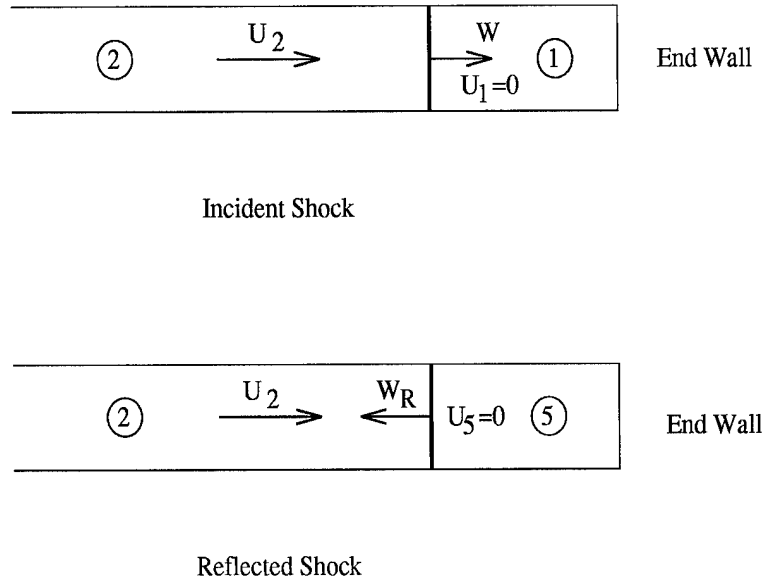 U2 W
② ① End Wall
U1=0
Incident Shock
U2 WR
② U5=0 ⑤ End Wall
Reflected Shock